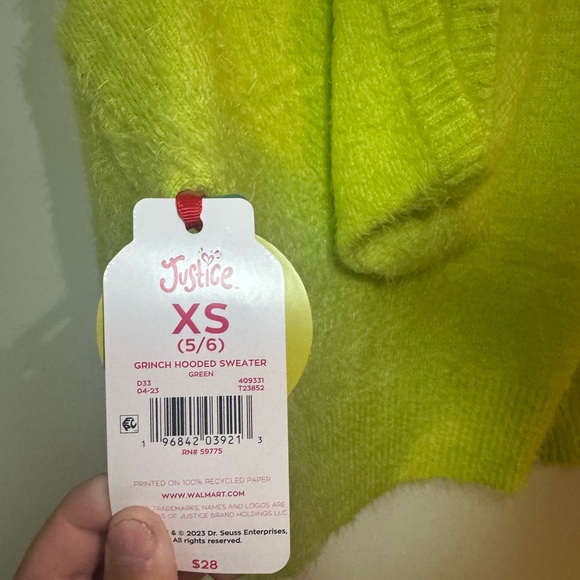 Justice
XS
(5/6)
GRINCH HOODED SWEATER
GREEN
D33 409331
04-23 T23852
1 96842 03921 3
RN# 59775
PRINTED ON 100% RECYCLED PAPER
WWW.WALMART.COM
TRADEMARKS, NAMES AND LOGOS ARE
OF JUSTICE BRAND HOLDINGS LLC
& © 2023 Dr. Seuss Enterprises,
All rights reserved.
$28